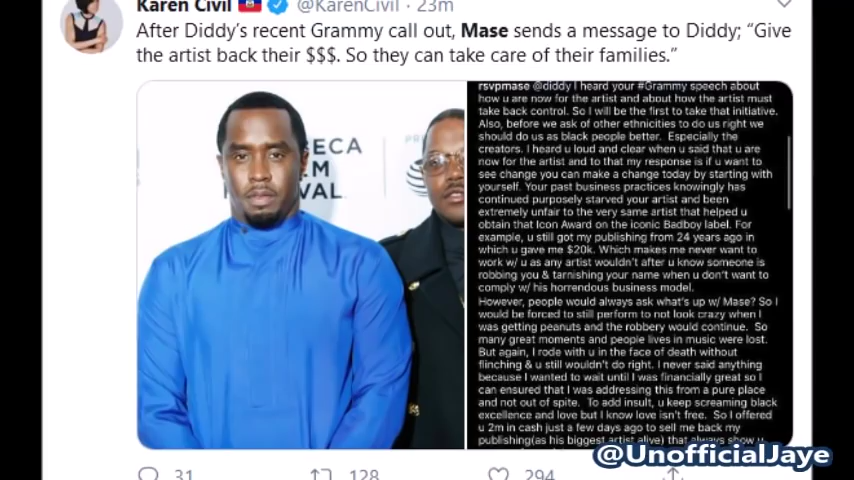 Karen Civil @KarenCivil · 23m
After Diddy's recent Grammy call out, Mase sends a message to Diddy; “Give
the artist back their $$$. So they can take care of their families.”
ECA
M
VAL
PRE
rsvpmase @diddy I heard your #Grammy speech about
how u are now for the artist and about how the artist must
take back control. So I will be the first to take that initiative.
Also, before we ask of other ethnicities to do us right we
should do us as black people better. Especially the
creators. I heard u loud and clear when u said that u are
now for the artist and to that my response is if u want to
see change you can make a change today by starting with
yourself. Your past business practices knowingly has
continued purposely starved your artist and been
extremely unfair to the very same artist that helped u
obtain that Icon Award on the iconic Badboy label. For
example, u still got my publishing from 24 years ago in
which u gave me $20k. Which makes me never want to
work w/ u as any artist wouldn't after u know someone is
robbing you & tarnishing your name when u don't want to
comply w/ his horrendous business model.
However, people would always ask what's up w/ Mase? So I
would be forced to still perform to not look crazy when I
was getting peanuts and the robbery would continue. So
many great moments and people lives in music were lost.
But again, I rode with u in the face of death without
flinching & u still wouldn't do right. I never said anything
because I wanted to wait until I was financially great so I
can ensured that I was addressing this from a pure place
and not out of spite. To add insult, u keep screaming black
excellence and love but I know love isn't free. So I offered
u 2m in cash just a few days ago to sell me back my
publishing(as his biggest artist alive) that always show u
31 128 294
@UnofficialJaye